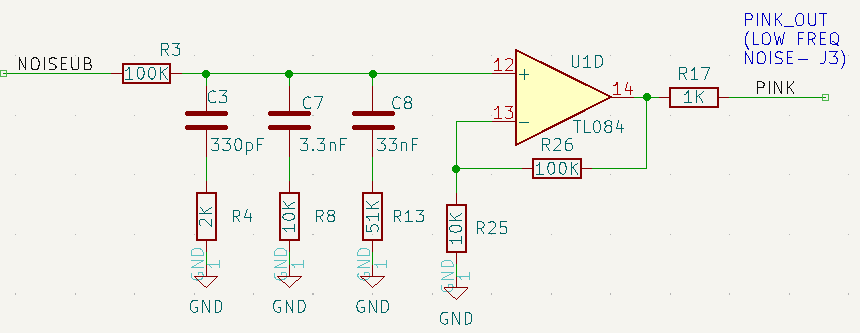 PINK_OUT
(LOW FREQ
NOISE- J3)
NOISEUB
R3
100K
C3
330pF
2K
R4
GND
1
GND
C7
3.3nF
10K
R8
GND
1
GND
C8
33nF
51K
R13
GND
1
GND
12
+
13
-
U1D
14
TL084
R26
100K
10K
R25
GND
1
GND
R17
1K
PINK